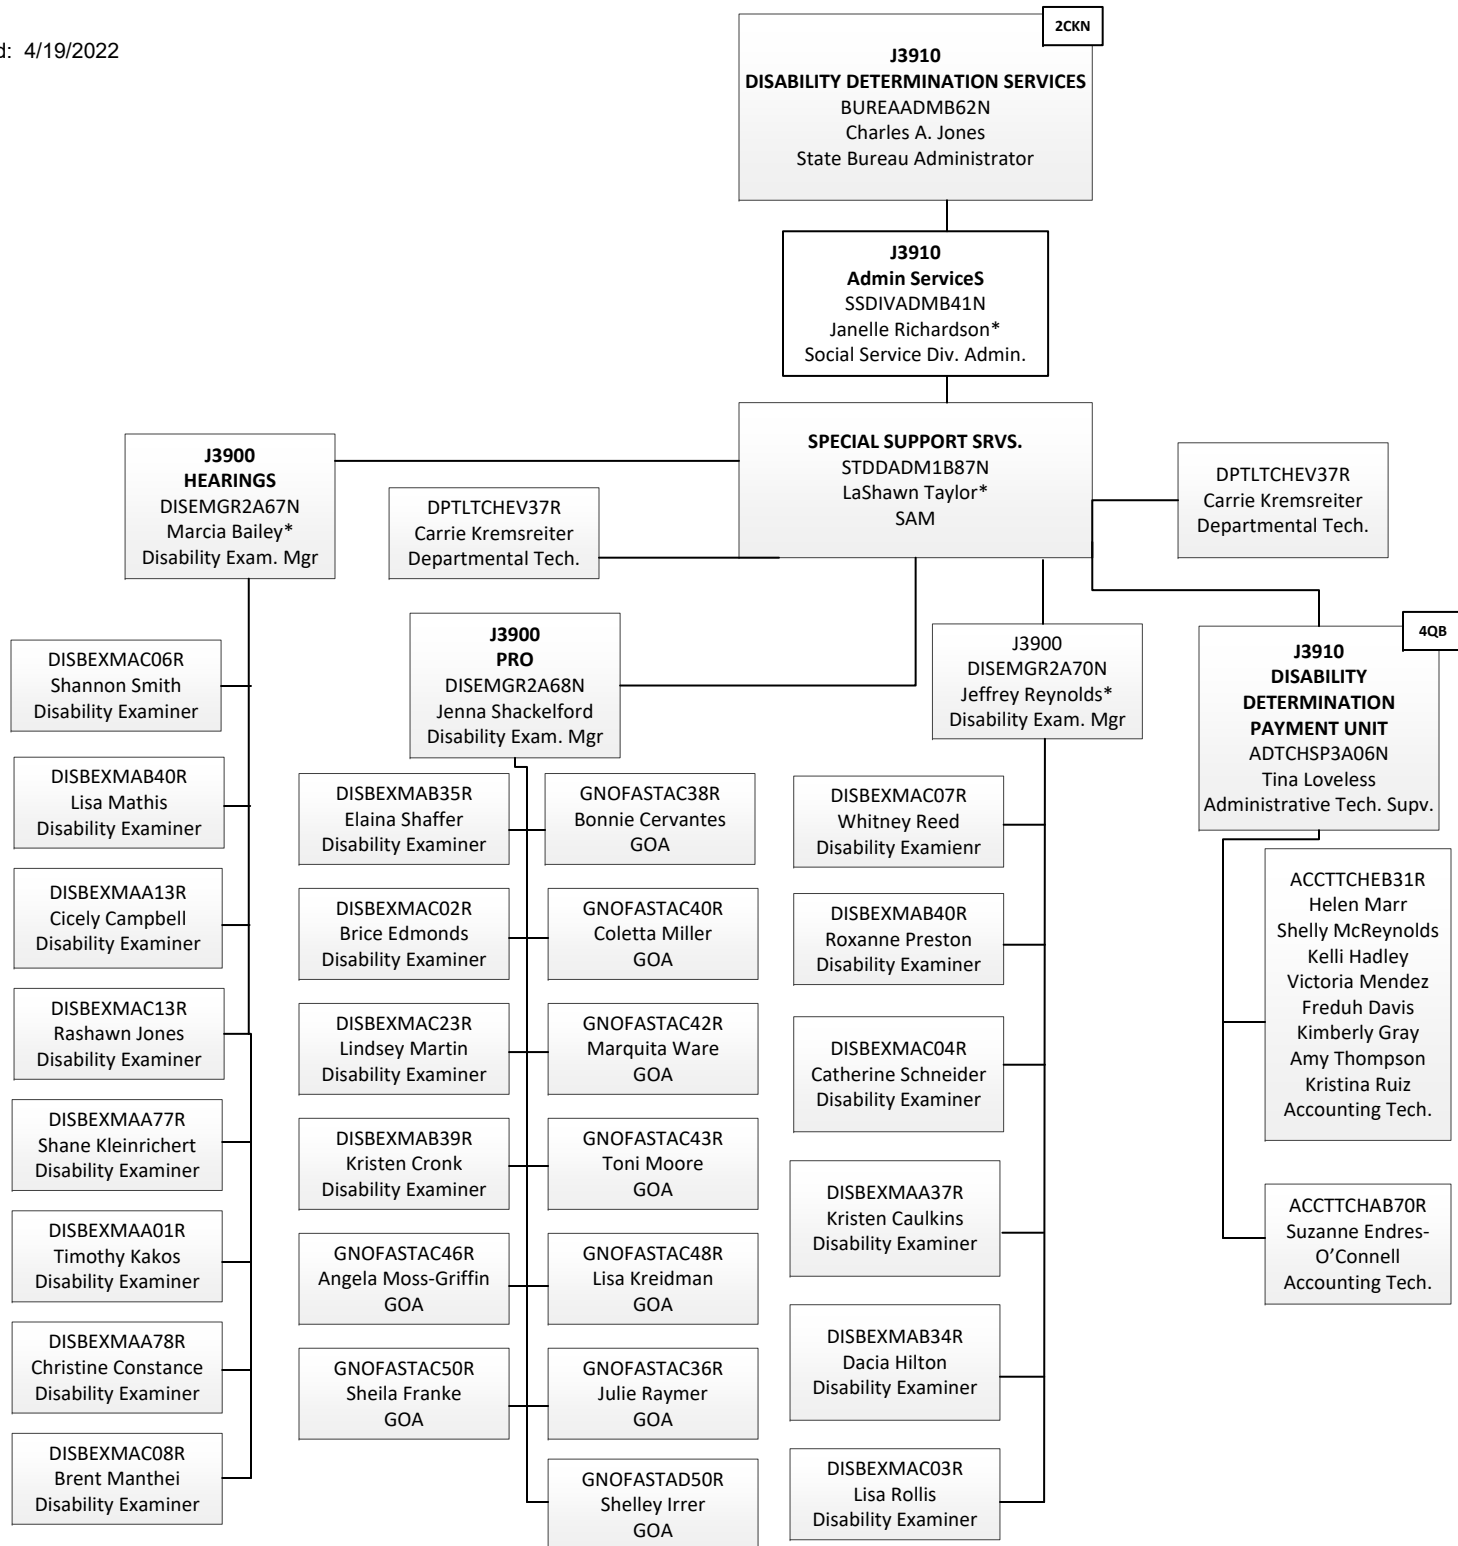 d: 4/19/2022
2CKN
J3910
DISABILITY DETERMINATION SERVICES
BUREAADMB62N
Charles A. Jones
State Bureau Administrator
J3910
Admin ServiceS
SSDIVADMB41N
Janelle Richardson*
Social Service Div. Admin.
SPECIAL SUPPORT SRVS.
STDDADM1B87N
LaShawn Taylor*
SAM
J3900
HEARINGS
DISEMGR2A67N
Marcia Bailey*
Disability Exam. Mgr
DPTLTCHEV37R
Carrie Kremsreiter
Departmental Tech.
DPTLTCHEV37R
Carrie Kremsreiter
Departmental Tech.
DISBEXMAC06R
Shannon Smith
Disability Examiner
DISBEXMAB40R
Lisa Mathis
Disability Examiner
DISBEXMAA13R
Cicely Campbell
Disability Examiner
DISBEXMAC13R
Rashawn Jones
Disability Examiner
DISBEXMAA77R
Shane Kleinrichert
Disability Examiner
DISBEXMAA01R
Timothy Kakos
Disability Examiner
DISBEXMAA78R
Christine Constance
Disability Examiner
DISBEXMAC08R
Brent Manthei
Disability Examiner
J3900
PRO
DISEMGR2A68N
Jenna Shackelford
Disability Exam. Mgr
DISBEXMAB35R
Elaina Shaffer
Disability Examiner
DISBEXMAC02R
Brice Edmonds
Disability Examiner
DISBEXMAC23R
Lindsey Martin
Disability Examiner
DISBEXMAB39R
Kristen Cronk
Disability Examiner
GNOFASTAC46R
Angela Moss-Griffin
GOA
GNOFASTAC50R
Sheila Franke
GOA
GNOFASTAC38R
Bonnie Cervantes
GOA
GNOFASTAC40R
Coletta Miller
GOA
GNOFASTAC42R
Marquita Ware
GOA
GNOFASTAC43R
Toni Moore
GOA
GNOFASTAC48R
Lisa Kreidman
GOA
GNOFASTAC36R
Julie Raymer
GOA
GNOFASTAD50R
Shelley Irrer
GOA
J3900
DISEMGR2A70N
Jeffrey Reynolds*
Disability Exam. Mgr
DISBEXMAC07R
Whitney Reed
Disability Examienr
DISBEXMAB40R
Roxanne Preston
Disability Examiner
DISBEXMAC04R
Catherine Schneider
Disability Examiner
DISBEXMAA37R
Kristen Caulkins
Disability Examiner
DISBEXMAB34R
Dacia Hilton
Disability Examiner
DISBEXMAC03R
Lisa Rollis
Disability Examiner
4QB
J3910
DISABILITY
DETERMINATION
PAYMENT UNIT
ADTCHSP3A06N
Tina Loveless
Administrative Tech. Supv.
ACCTTCHEB31R
Helen Marr
Shelly McReynolds
Kelli Hadley
Victoria Mendez
Freduh Davis
Kimberly Gray
Amy Thompson
Kristina Ruiz
Accounting Tech.
ACCTTCHAB70R
Suzanne Endres-
O’Connell
Accounting Tech.